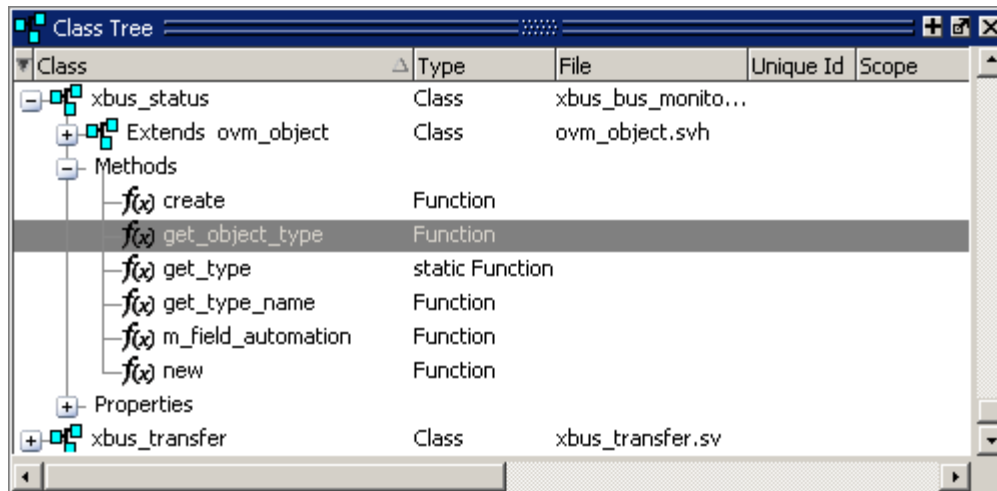 Class Tree
Class Type File Unique Id Scope
xbus_status Class xbus_bus_monito...
Extends ovm_object Class ovm_object.svh
Methods
f(x) create Function
f(x) get_object_type Function
f(x) get_type static Function
f(x) get_type_name Function
f(x) m_field_automation Function
f(x) new Function
Properties
xbus_transfer Class xbus_transfer.sv